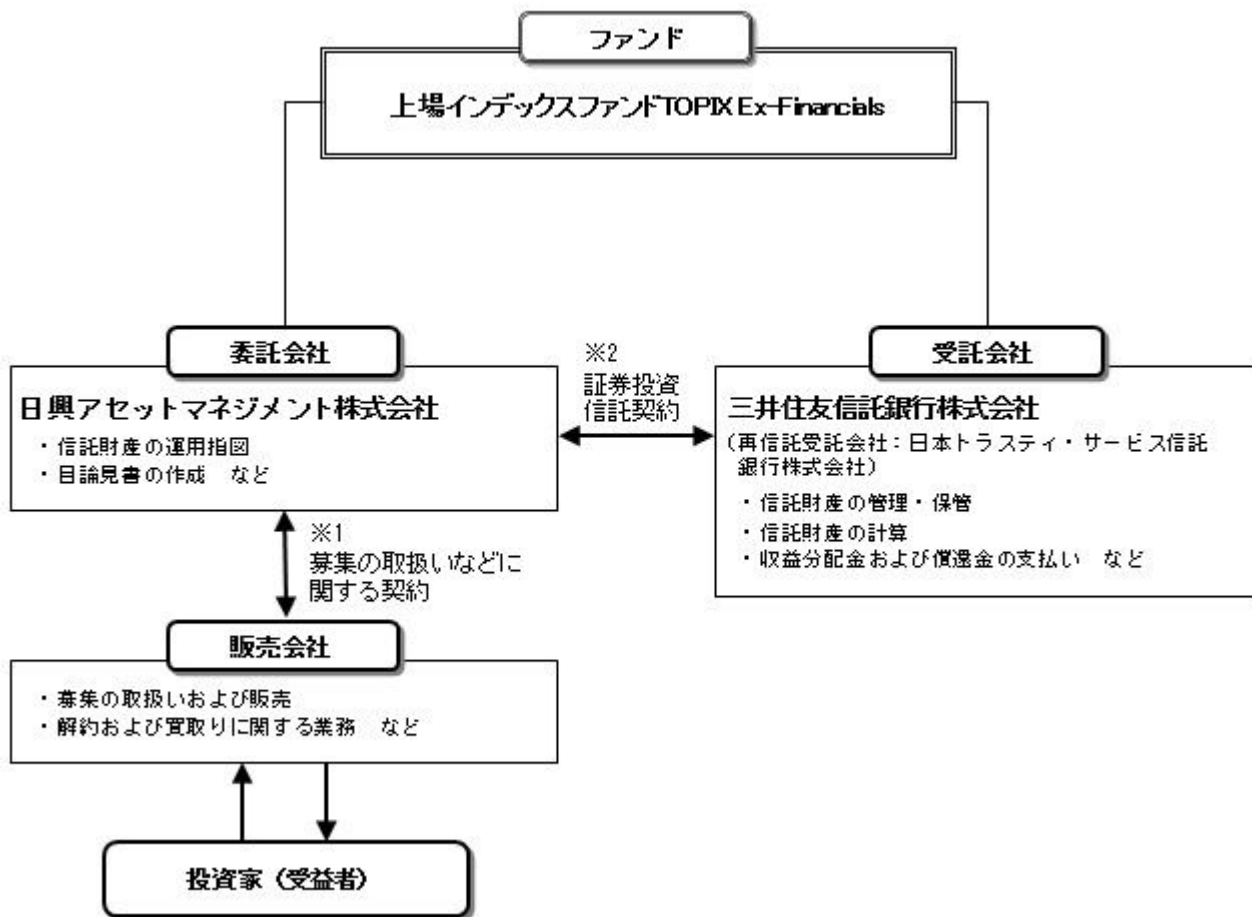 ファンド
上場インデックスファンドTOPIX Ex-Financials
委託会社
日興アセットマネジメント株式会社
・信託財産の運用指図
・目論見書の作成 など
※2
証券投資
信託契約
受託会社
三井住友信託銀行株式会社
(再信託受託会社：日本トラスティ・サービス信託
銀行株式会社)
・信託財産の管理・保管
・信託財産の計算
・収益分配金および償還金の支払い など
※1
募集の取扱いなどに
関する契約
販売会社
・募集の取扱いおよび販売
・解約および買取りに関する業務 など
投資家（受益者）